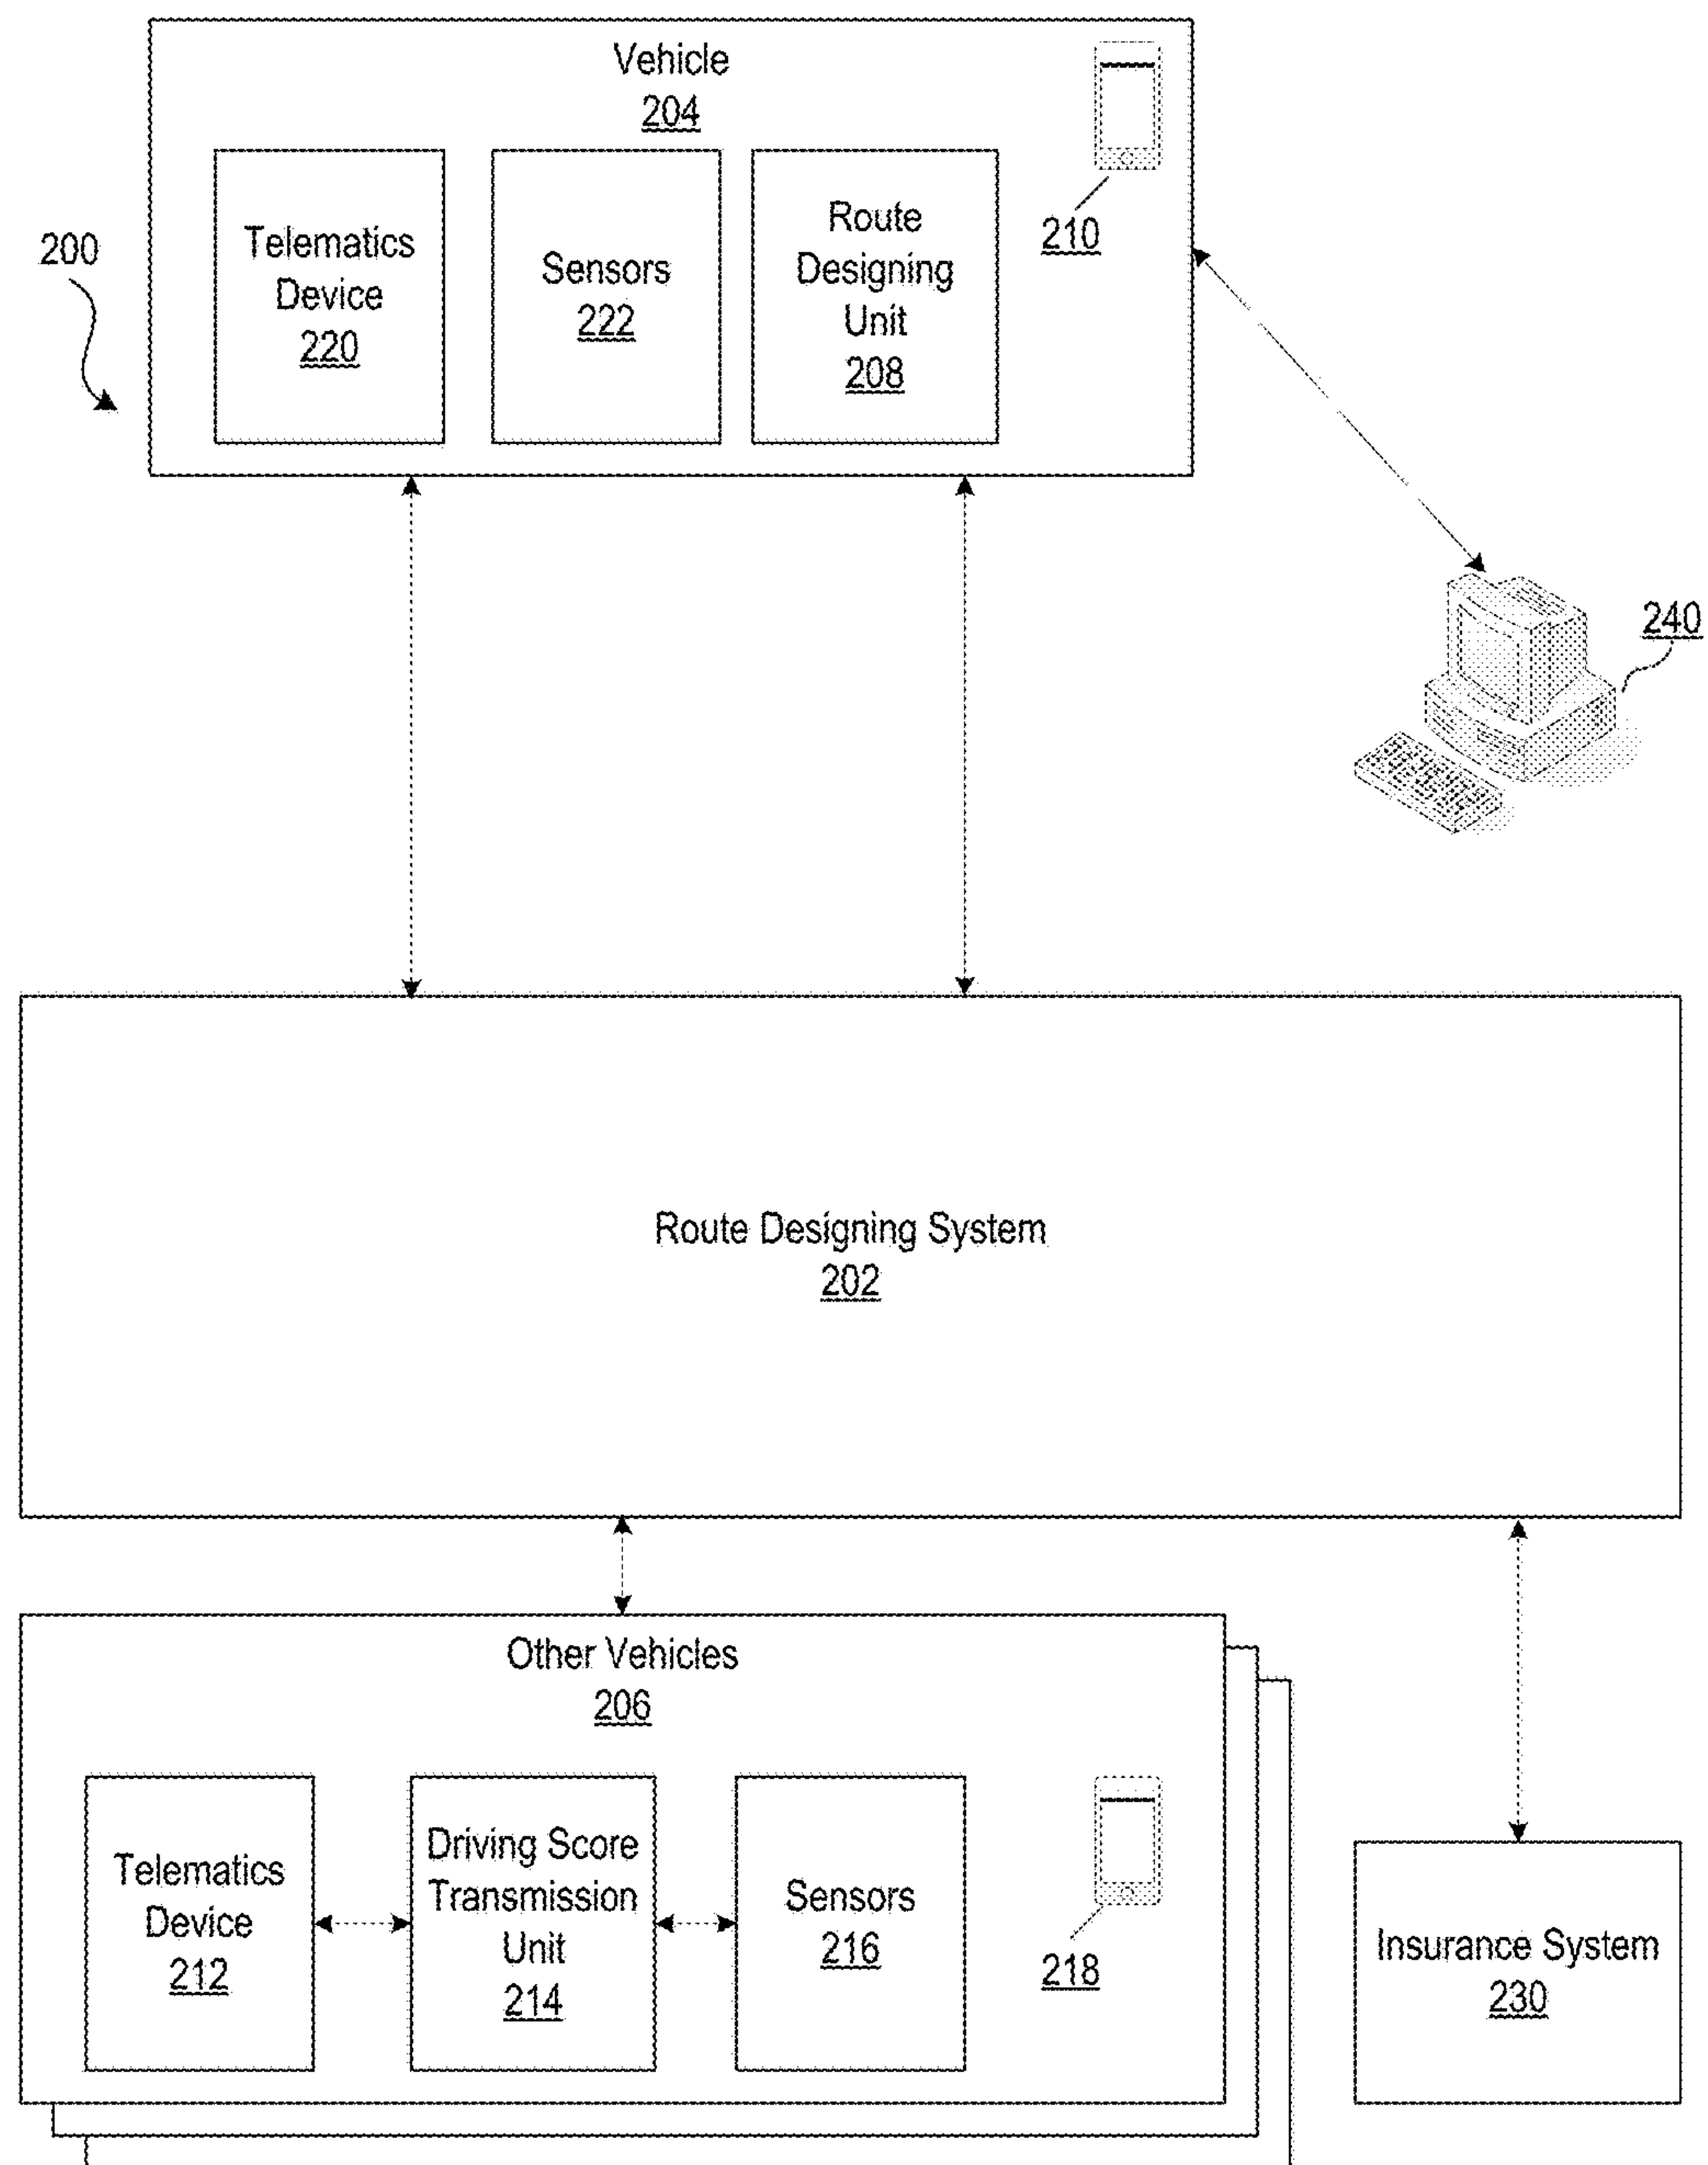 Vehicle
204
200
Telematics
Device
220
Sensors
222
Route
Designing
Unit
208
210
240
Route Designing System
202
Other Vehicles
206
Telematics
Device
212
Driving Score
Transmission
Unit
214
Sensors
216
218
Insurance System
230